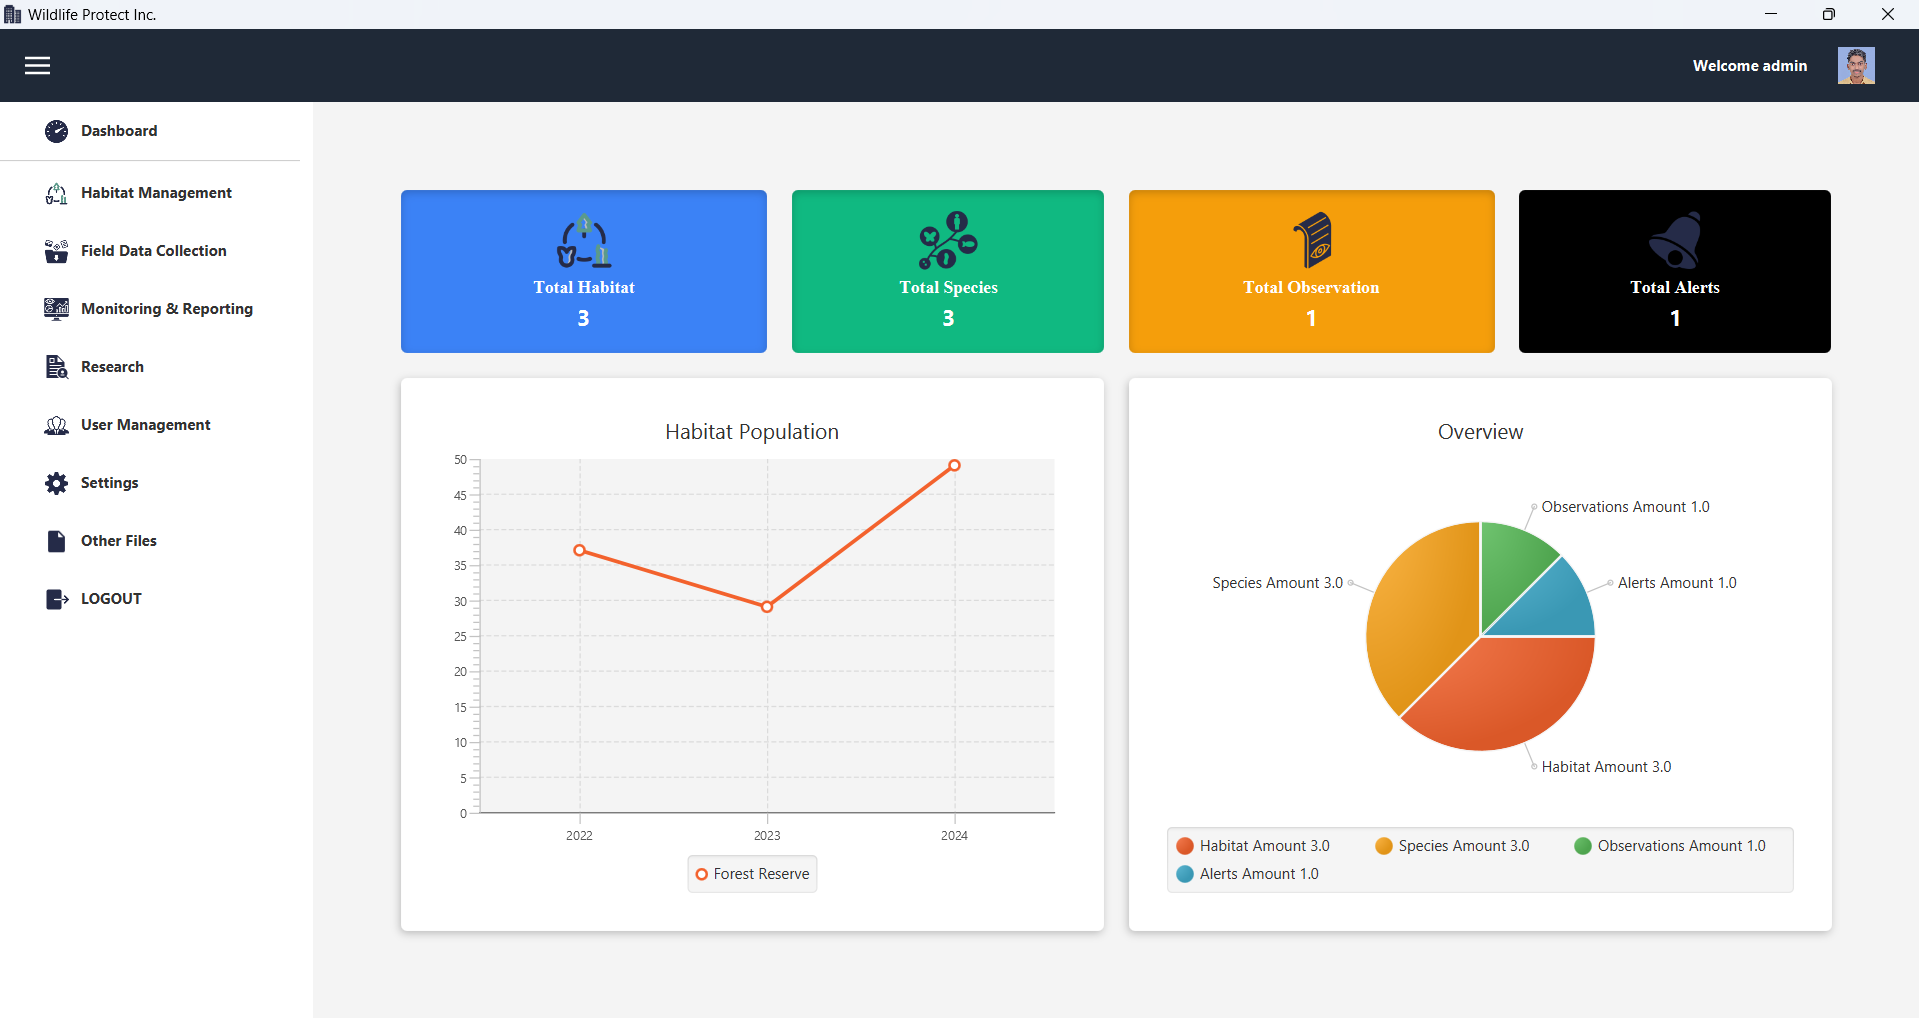 Wildlife Protect Inc.
Welcome admin
Dashboard
Habitat Management
Field Data Collection
Monitoring & Reporting
Research
User Management
Settings
Other Files
LOGOUT
Total Habitat
3
Total Species
3
Total Observation
1
Total Alerts
1
Habitat Population
50
45
40
35
30
25
20
15
10
5
0
2022 2023 2024
Forest Reserve
Overview
Observations Amount 1.0
Species Amount 3.0
Alerts Amount 1.0
Habitat Amount 3.0
Habitat Amount 3.0 Species Amount 3.0 Observations Amount 1.0
Alerts Amount 1.0